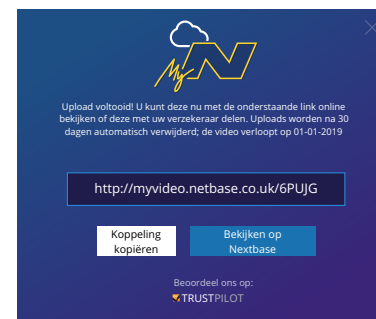 My N
Upload voltooid! U kunt deze nu met de onderstaande link online
bekijken of deze met uw verzekeraar delen. Uploads worden na 30
dagen automatisch verwijderd; de video verloopt op 01-01-2019
http://myvideo.netbase.co.uk/6PUJG
Koppeling
kopiëren
Bekijken op
Nextbase
Beoordeel ons op:
TRUSTPILOT